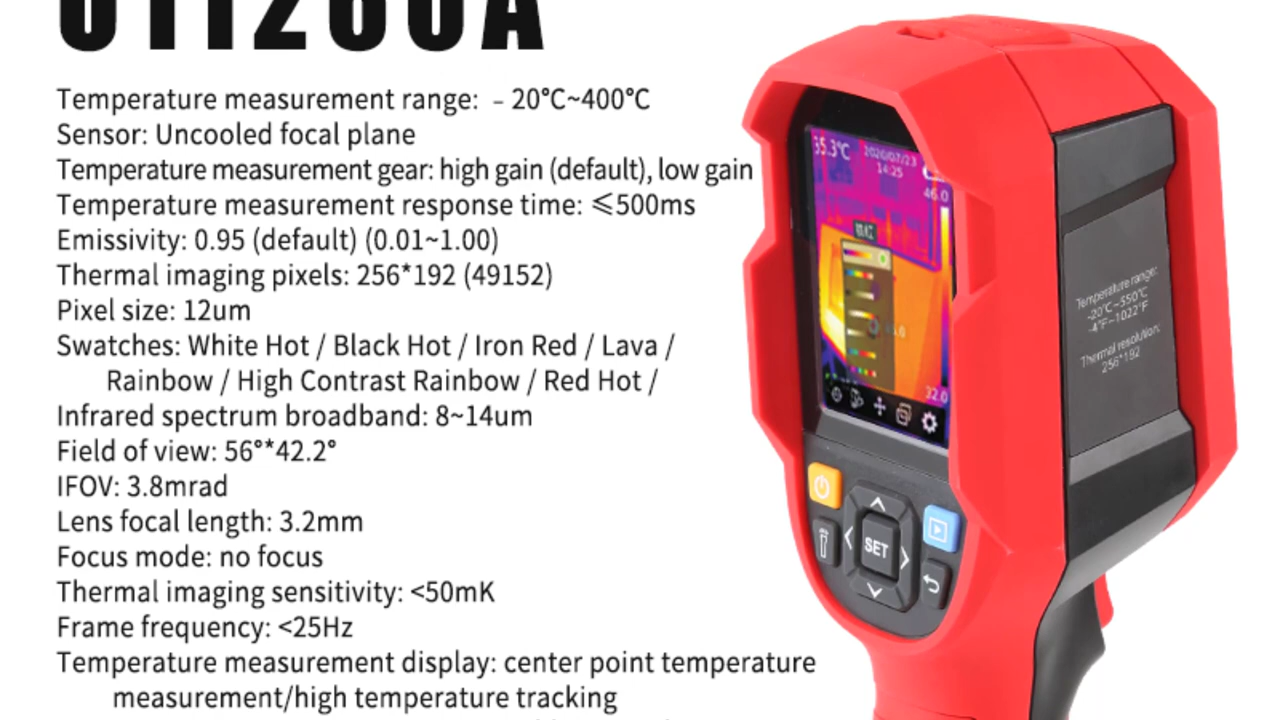 UTi260A
Temperature measurement range: – 20°C~400°C
Sensor: Uncooled focal plane
Temperature measurement gear: high gain (default), low gain
Temperature measurement response time: ≤500ms
Emissivity: 0.95 (default) (0.01~1.00)
Thermal imaging pixels: 256*192 (49152)
Pixel size: 12um
Swatches: White Hot / Black Hot / Iron Red / Lava /
Rainbow / High Contrast Rainbow / Red Hot /
Infrared spectrum broadband: 8~14um
Field of view: 56°*42.2°
IFOV: 3.8mrad
Lens focal length: 3.2mm
Focus mode: no focus
Thermal imaging sensitivity: <50mK
Frame frequency: <25Hz
Temperature measurement display: center point temperature
measurement/high temperature tracking
35.3°C
2020/07/23
14:25
46.0
32.0
SET
Temperature range:
-20°C~550°C
-4°F~1022°F
Thermal resolution:
256*192